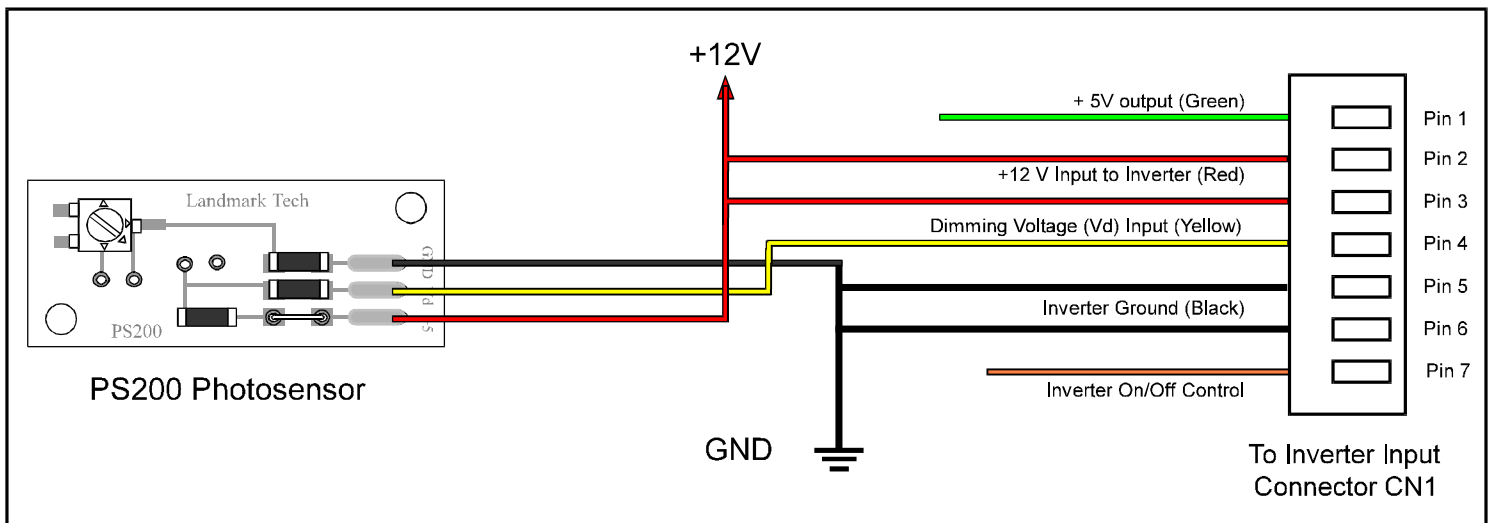 +12V
+ 5V output (Green)
Pin 1
Pin 2
+12 V Input to Inverter (Red)
Pin 3
Dimming Voltage (Vd) Input (Yellow)
Pin 4
Pin 5
Inverter Ground (Black)
Pin 6
Pin 7
Inverter On/Off Control
Landmark Tech
PS200
PS200 Photosensor
GND
To Inverter Input
Connector CN1